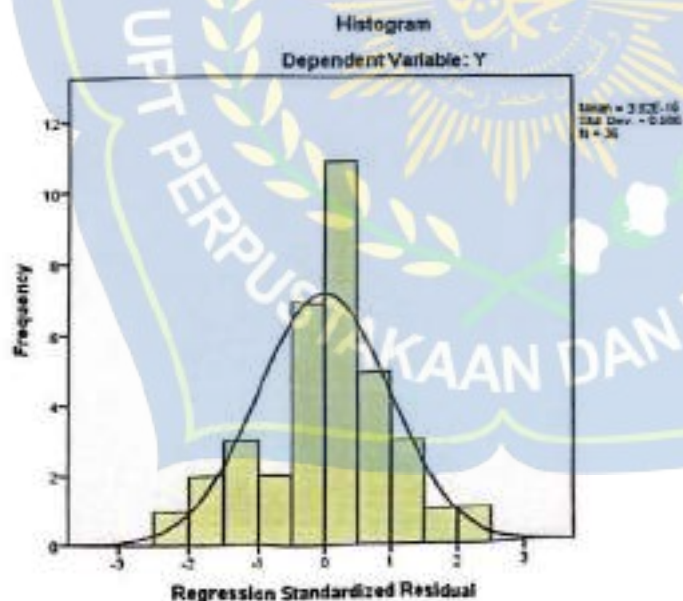 Histogram
Dependent Variable: Y
N = 36
12
10
8
6
4
2
0
Frequency
-3
-2
-1
0
1
2
3
Regression Standardized Residual
UPT PERPUSTAKAAN DAN